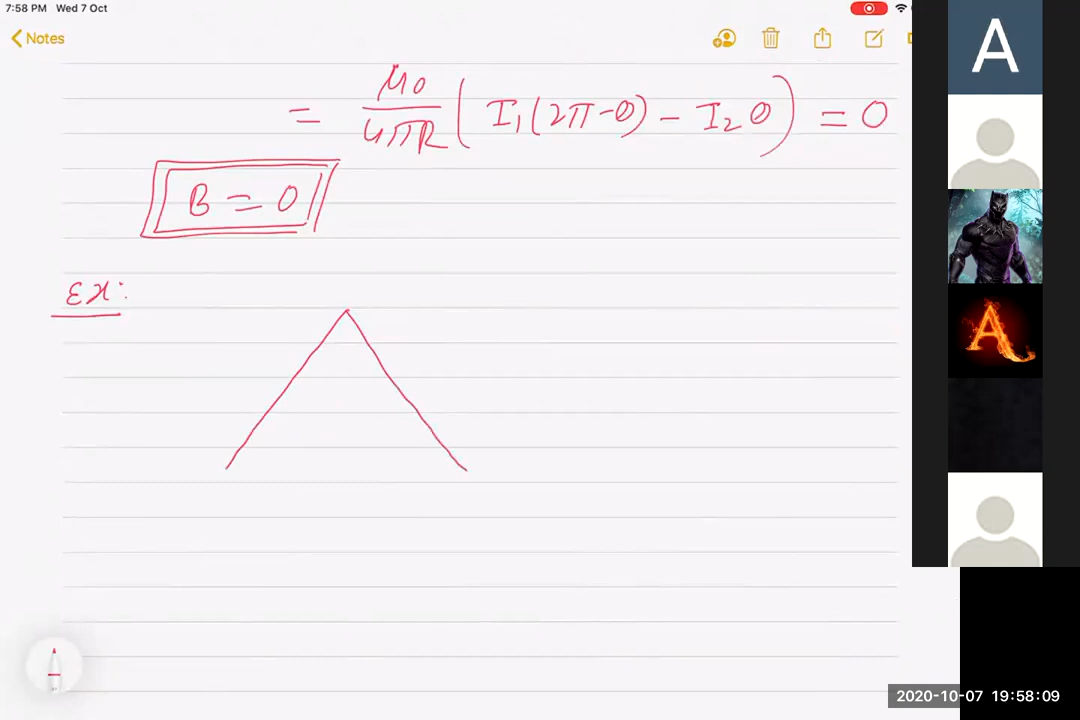 7:58 PM Wed 7 Oct
Notes
= μ0/4πR ( I1(2π-θ) - I2 θ ) = 0
B = 0
Ex:
A
A
2020-10-07 19:58:09